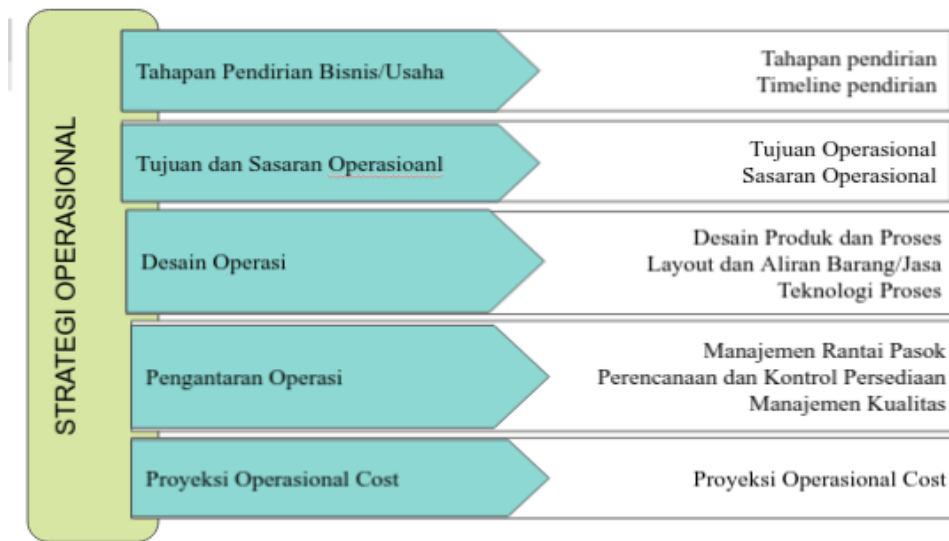 STRATEGI OPERASIONAL
Tahapan Pendirian Bisnis/Usaha
Tahapan pendirian
Timeline pendirian
Tujuan dan Sasaran Operasioanl
Tujuan Operasional
Sasaran Operasional
Desain Operasi
Desain Produk dan Proses
Layout dan Aliran Barang/Jasa
Teknologi Proses
Pengantaran Operasi
Manajemen Rantai Pasok
Perencanaan dan Kontrol Persediaan
Manajemen Kualitas
Proyeksi Operasional Cost
Proyeksi Operasional Cost